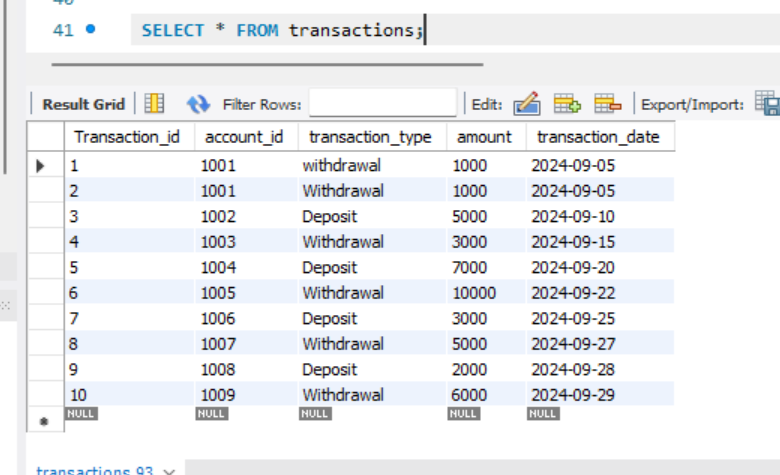 41 SELECT * FROM transactions;
Result Grid Filter Rows: Edit: Export/Import:
Transaction_id account_id transaction_type amount transaction_date
1 1001 withdrawal 1000 2024-09-05
2 1001 Withdrawal 1000 2024-09-05
3 1002 Deposit 5000 2024-09-10
4 1003 Withdrawal 3000 2024-09-15
5 1004 Deposit 7000 2024-09-20
6 1005 Withdrawal 10000 2024-09-22
7 1006 Deposit 3000 2024-09-25
8 1007 Withdrawal 5000 2024-09-27
9 1008 Deposit 2000 2024-09-28
10 1009 Withdrawal 6000 2024-09-29
NULL NULL NULL NULL NULL
transactions 93